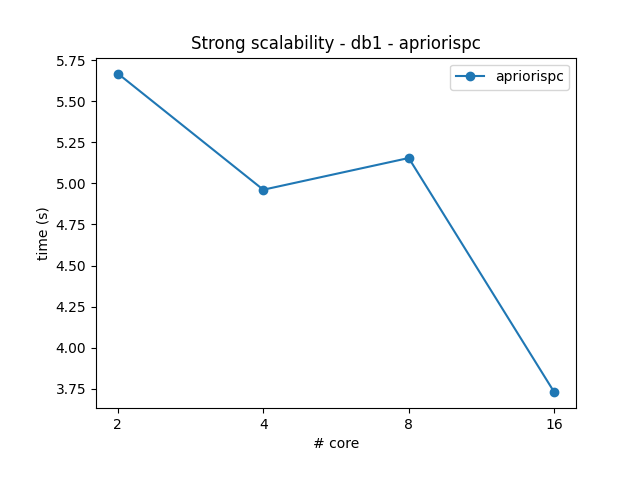 Strong scalability - db1 - apriorispc
apriorispc
5.75
5.50
5.25
5.00
4.75
4.50
4.25
4.00
3.75
time (s)
2 4 8 16
# core